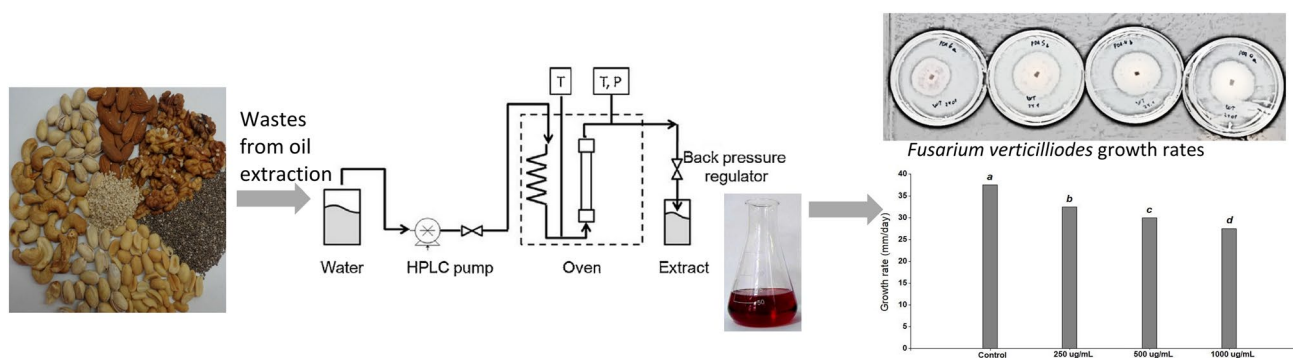 Wastes
from oil
extraction
T
T, P
Back pressure
regulator
Water
HPLC pump
Oven
Extract
50
Fusarium verticilliodes growth rates
Growth rate (mm/day)
40
35
30
25
20
15
10
5
0
a
b
c
d
Control
250 ug/mL
500 ug/mL
1000 ug/mL